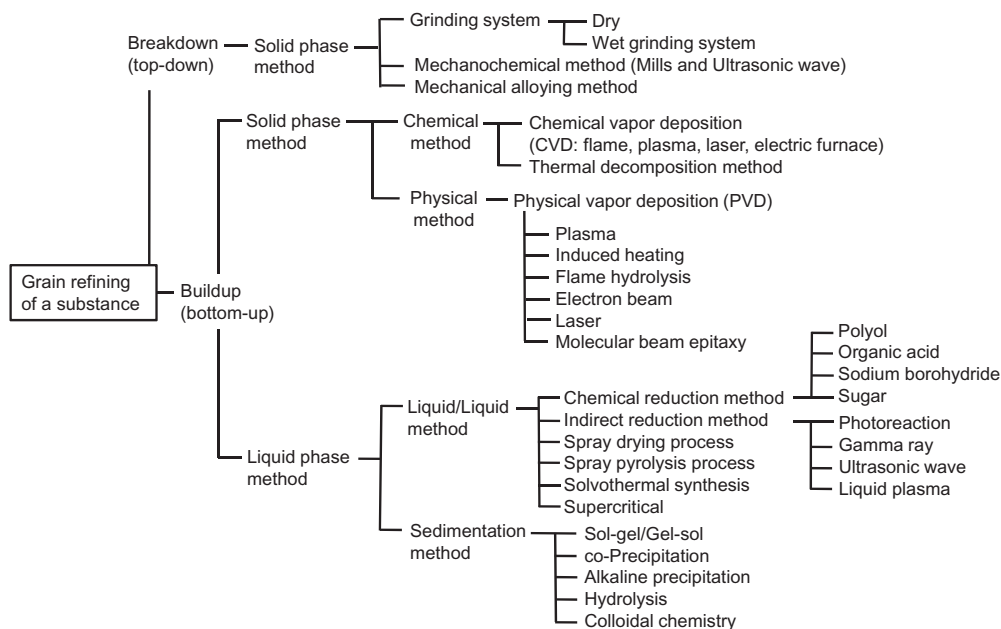 Grain refining
of a substance
Breakdown
(top-down)
Solid phase
method
Grinding system
Dry
Wet grinding system
Mechanochemical method (Mills and Ultrasonic wave)
Mechanical alloying method
Buildup
(bottom-up)
Solid phase
method
Chemical
method
Chemical vapor deposition
(CVD: flame, plasma, laser, electric furnace)
Thermal decomposition method
Physical
method
Physical vapor deposition (PVD)
Plasma
Induced heating
Flame hydrolysis
Electron beam
Laser
Molecular beam epitaxy
Liquid phase
method
Liquid/Liquid
method
Chemical reduction method
Polyol
Organic acid
Sodium borohydride
Sugar
Indirect reduction method
Photoreaction
Gamma ray
Ultrasonic wave
Liquid plasma
Spray drying process
Spray pyrolysis process
Solvothermal synthesis
Supercritical
Sedimentation
method
Sol-gel/Gel-sol
co-Precipitation
Alkaline precipitation
Hydrolysis
Colloidal chemistry